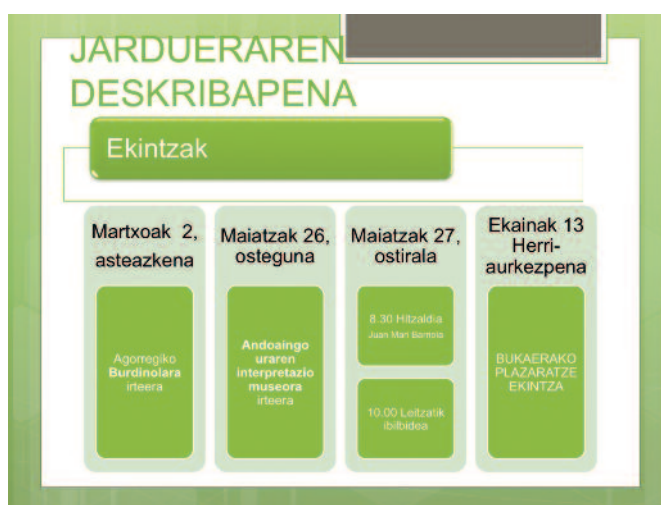 JARDUERAREN
DESKRIBAPENA
Ekintzak
Martxoak 2,
asteazkena
Agorregiko
Burdinolara
irteera
Maiatzak 26,
osteguna
Andoaingo
uraren
interpretazio
museora
irteera
Maiatzak 27,
ostirala
8.30 Hitzaldia
Juan Mari
10.00 Leitzatik
ibilbidea
Ekainak 13
Herri-
aurkezpena
BUKAERAKO
PLAZARATZE
EKINTZA